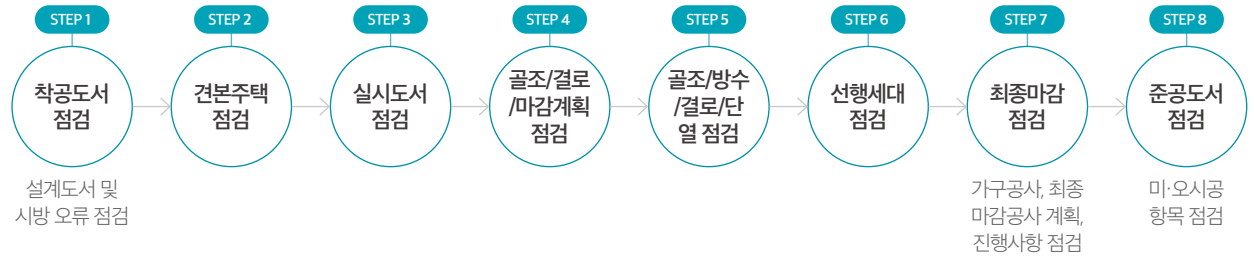 STEP 1
착공도서
점검
설계도서 및
시방 오류 점검
STEP 2
견본주택
점검
STEP 3
실시도서
점검
STEP 4
골조/결로
/마감계획
점검
STEP 5
골조/방수
/결로/단
열 점검
STEP 6
선행세대
점검
STEP 7
최종마감
점검
가구공사, 최종
마감공사 계획,
진행사항 점검
STEP 8
준공도서
점검
미·오시공
항목 점검